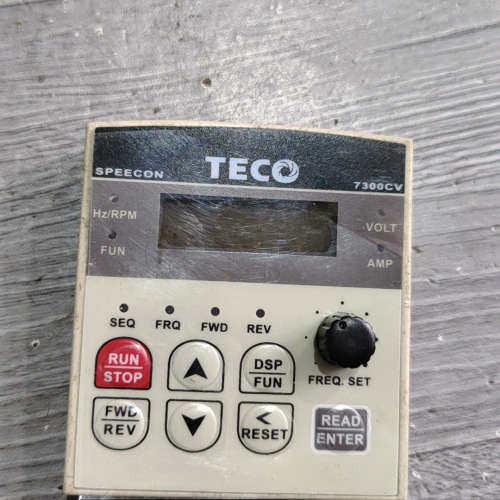 TECO
SPEECON
7300CV
Hz/RPM
VOLT
FUN
AMP
SEQ FRQ FWD REV
RUN
STOP
DSP
FUN
FREQ. SET
FWD
REV
<
RESET
READ
ENTER